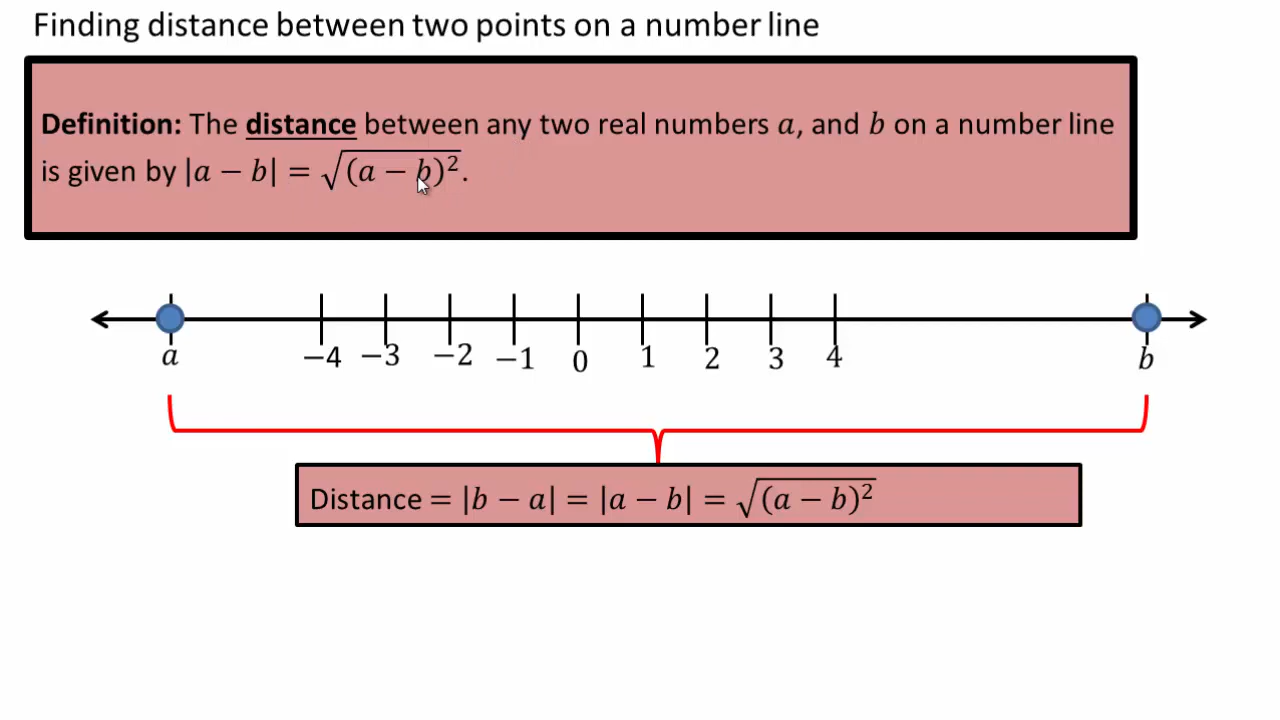 Finding distance between two points on a number line
Definition: The distance between any two real numbers a, and b on a number line
is given by |a − b| = √(a − b)².
a −4 −3 −2 −1 0 1 2 3 4 b
Distance = |b − a| = |a − b| = √(a − b)²